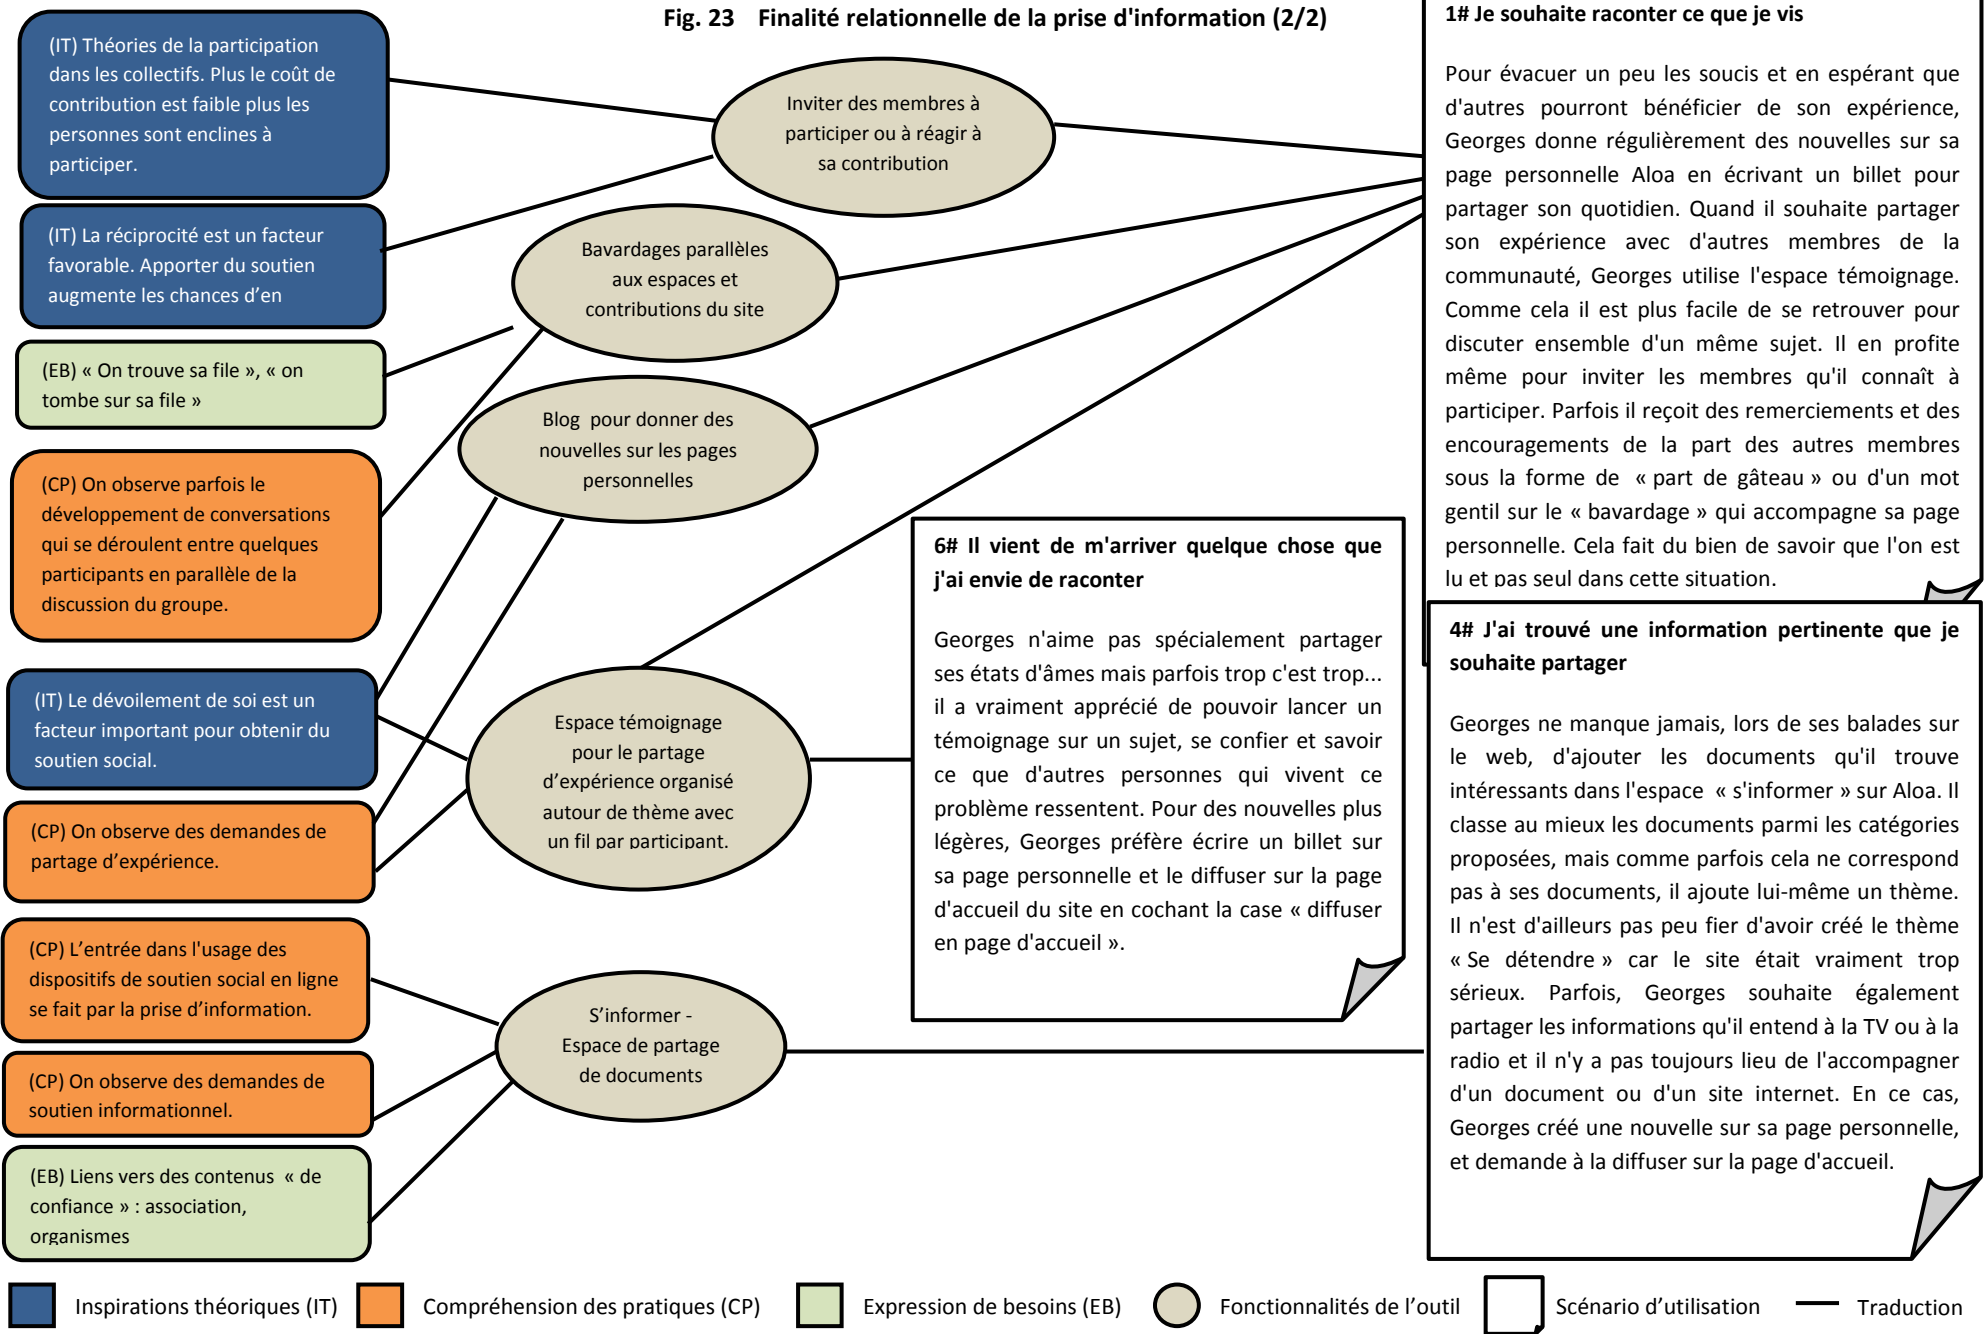 Fig. 23 Finalité relationnelle de la prise d'information (2/2)
(IT) Théories de la participation
dans les collectifs. Plus le coût de
contribution est faible plus les
personnes sont enclines à
participer.
(IT) La réciprocité est un facteur
favorable. Apporter du soutien
augmente les chances d’en
(EB) « On trouve sa file », « on
tombe sur sa file »
(CP) On observe parfois le
développement de conversations
qui se déroulent entre quelques
participants en parallèle de la
discussion du groupe.
(IT) Le dévoilement de soi est un
facteur important pour obtenir du
soutien social.
(CP) On observe des demandes de
partage d’expérience.
(CP) L’entrée dans l'usage des
dispositifs de soutien social en ligne
se fait par la prise d’information.
(CP) On observe des demandes de
soutien informationnel.
(EB) Liens vers des contenus « de
confiance » : association,
organismes
Inviter des membres à
participer ou à réagir à
sa contribution
Bavardages parallèles
aux espaces et
contributions du site
Blog pour donner des
nouvelles sur les pages
personnelles
Espace témoignage
pour le partage
d’expérience organisé
autour de thème avec
un fil par participant.
S’informer -
Espace de partage
de documents
6# Il vient de m'arriver quelque chose que
j'ai envie de raconter
Georges n'aime pas spécialement partager
ses états d'âmes mais parfois trop c'est trop...
il a vraiment apprécié de pouvoir lancer un
témoignage sur un sujet, se confier et savoir
ce que d'autres personnes qui vivent ce
problème ressentent. Pour des nouvelles plus
légères, Georges préfère écrire un billet sur
sa page personnelle et le diffuser sur la page
d'accueil du site en cochant la case « diffuser
en page d'accueil ».
1# Je souhaite raconter ce que je vis
Pour évacuer un peu les soucis et en espérant que
d'autres pourront bénéficier de son expérience,
Georges donne régulièrement des nouvelles sur sa
page personnelle Aloa en écrivant un billet pour
partager son quotidien. Quand il souhaite partager
son expérience avec d'autres membres de la
communauté, Georges utilise l'espace témoignage.
Comme cela il est plus facile de se retrouver pour
discuter ensemble d'un même sujet. Il en profite
même pour inviter les membres qu'il connaît à
participer. Parfois il reçoit des remerciements et des
encouragements de la part des autres membres
sous la forme de « part de gâteau » ou d'un mot
gentil sur le « bavardage » qui accompagne sa page
personnelle. Cela fait du bien de savoir que l'on est
lu et pas seul dans cette situation.
4# J'ai trouvé une information pertinente que je
souhaite partager
Georges ne manque jamais, lors de ses balades sur
le web, d'ajouter les documents qu'il trouve
intéressants dans l'espace « s'informer » sur Aloa. Il
classe au mieux les documents parmi les catégories
proposées, mais comme parfois cela ne correspond
pas à ses documents, il ajoute lui-même un thème.
Il n'est d'ailleurs pas peu fier d'avoir créé le thème
« Se détendre » car le site était vraiment trop
sérieux. Parfois, Georges souhaite également
partager les informations qu'il entend à la TV ou à la
radio et il n'y a pas toujours lieu de l'accompagner
d'un document ou d'un site internet. En ce cas,
Georges créé une nouvelle sur sa page personnelle,
et demande à la diffuser sur la page d'accueil.
Inspirations théoriques (IT)
Compréhension des pratiques (CP)
Expression de besoins (EB)
Fonctionnalités de l’outil
Scénario d’utilisation
Traduction